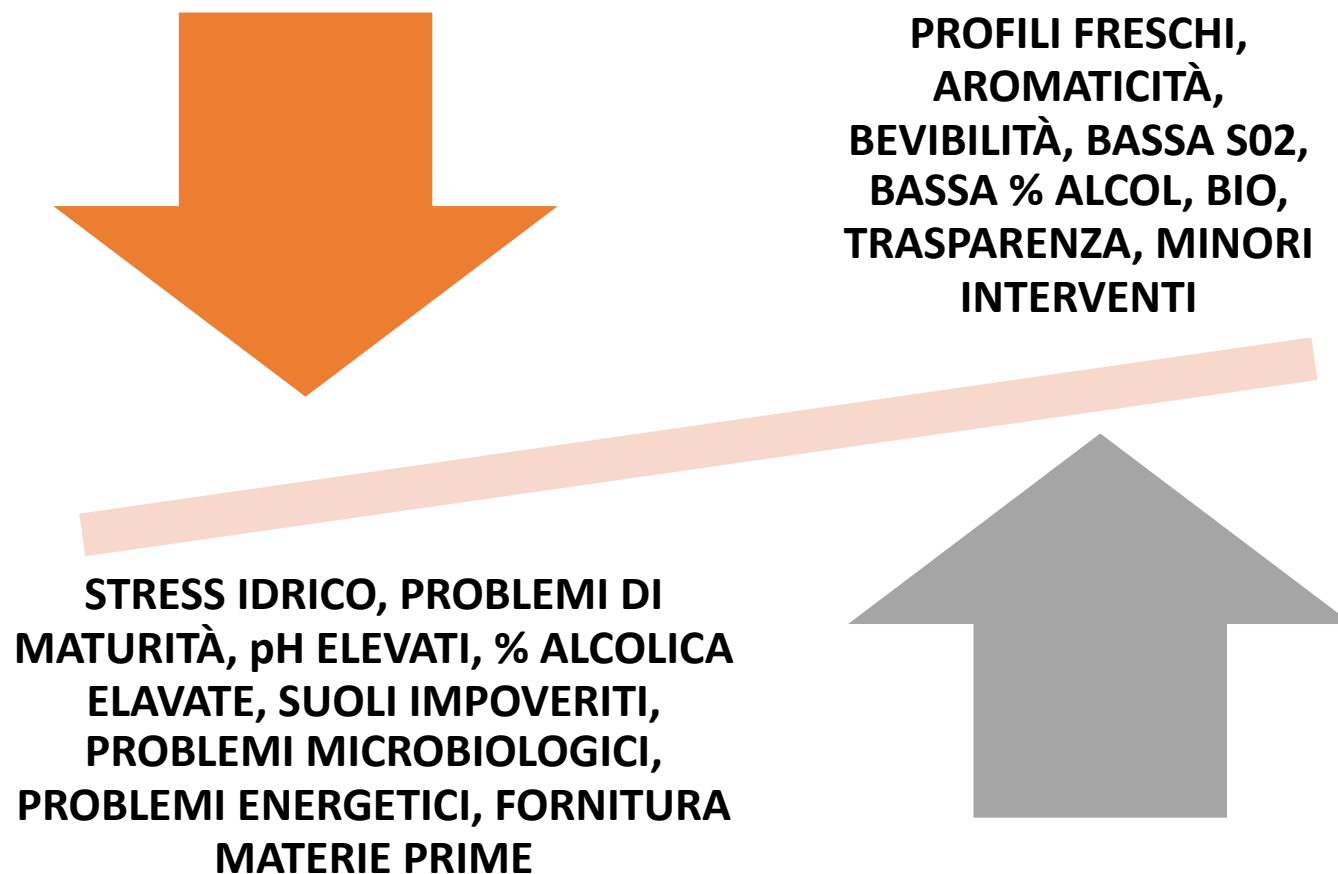 PROFILI FRESCHI,
AROMATICITÀ,
BEVIBILITÀ, BASSA S02,
BASSA % ALCOL, BIO,
TRASPARENZA, MINORI
INTERVENTI
STRESS IDRICO, PROBLEMI DI
MATURITÀ, pH ELEVATI, % ALCOLICA
ELAVATE, SUOLI IMPOVERITI,
PROBLEMI MICROBIOLOGICI,
PROBLEMI ENERGETICI, FORNITURA
MATERIE PRIME